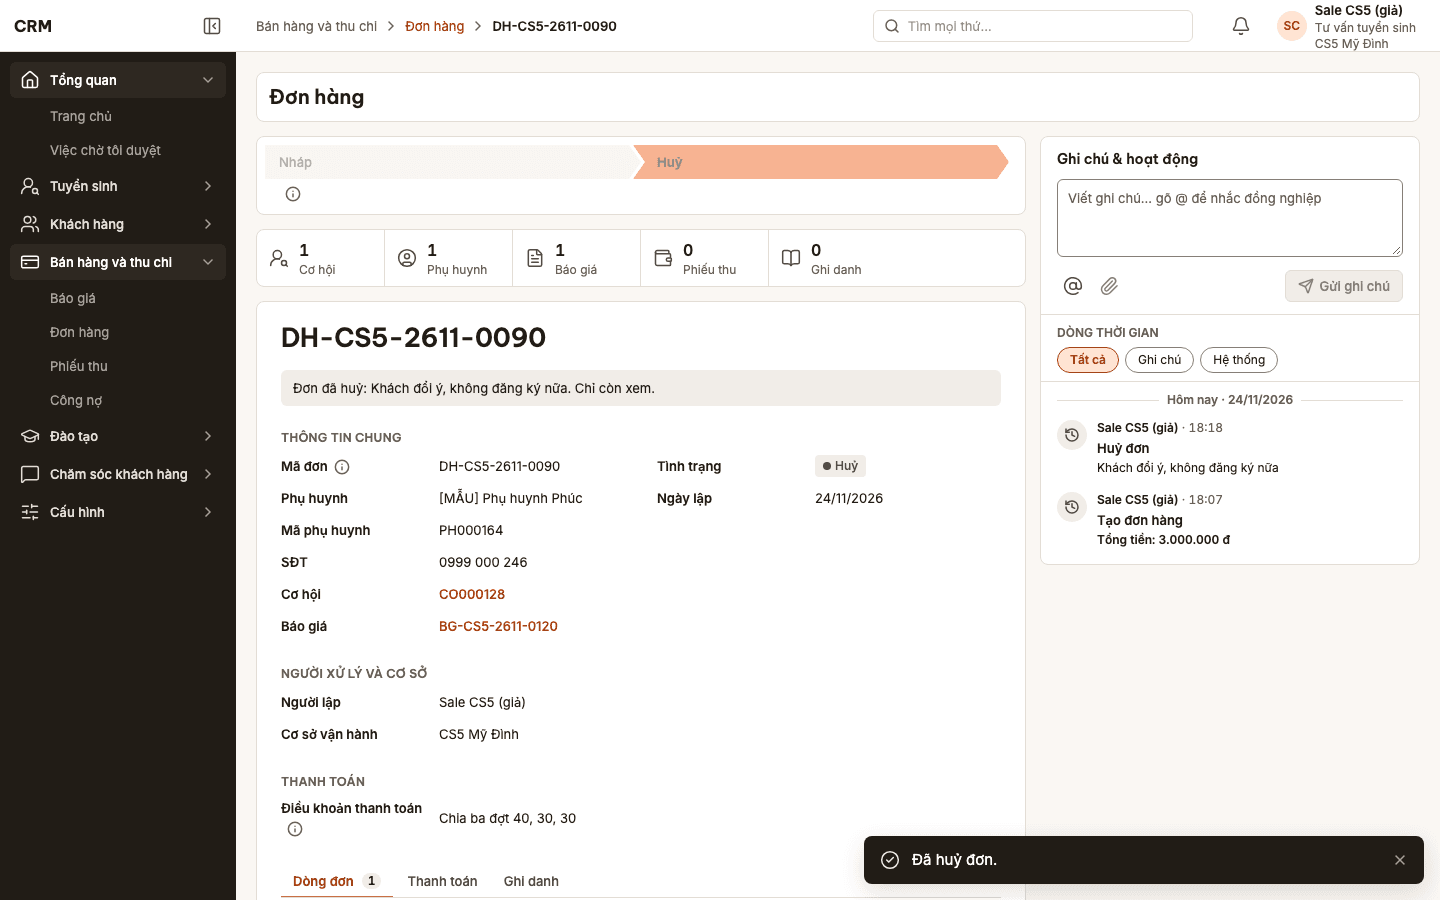 CRM
Bán hàng và thu chi > Đơn hàng > DH-CS5-2611-0090
Tìm mọi thứ...
SC
Sale CS5 (giả)
Tư vấn tuyển sinh
CS5 Mỹ Đình
Tổng quan
Trang chủ
Việc chờ tôi duyệt
Tuyển sinh
Khách hàng
Bán hàng và thu chi
Báo giá
Đơn hàng
Phiếu thu
Công nợ
Đào tạo
Chăm sóc khách hàng
Cấu hình
Đơn hàng
Nháp
Huỷ
1
Cơ hội
1
Phụ huynh
1
Báo giá
0
Phiếu thu
0
Ghi danh
DH-CS5-2611-0090
Đơn đã huỷ: Khách đổi ý, không đăng ký nữa. Chỉ còn xem.
THÔNG TIN CHUNG
Mã đơn DH-CS5-2611-0090
Tình trạng Huỷ
Phụ huynh [MẪU] Phụ huynh Phúc
Ngày lập 24/11/2026
Mã phụ huynh PH000164
SĐT 0999 000 246
Cơ hội CO000128
Báo giá BG-CS5-2611-0120
NGƯỜI XỬ LÝ VÀ CƠ SỞ
Người lập Sale CS5 (giả)
Cơ sở vận hành CS5 Mỹ Đình
THANH TOÁN
Điều khoản thanh toán Chia ba đợt 40, 30, 30
Dòng đơn 1 Thanh toán Ghi danh
Ghi chú & hoạt động
Viết ghi chú... gõ @ để nhắc đồng nghiệp
Gửi ghi chú
DÒNG THỜI GIAN
Tất cả Ghi chú Hệ thống
Hôm nay · 24/11/2026
Sale CS5 (giả) · 18:18
Huỷ đơn
Khách đổi ý, không đăng ký nữa
Sale CS5 (giả) · 18:07
Tạo đơn hàng
Tổng tiền: 3.000.000 đ
Đã huỷ đơn.